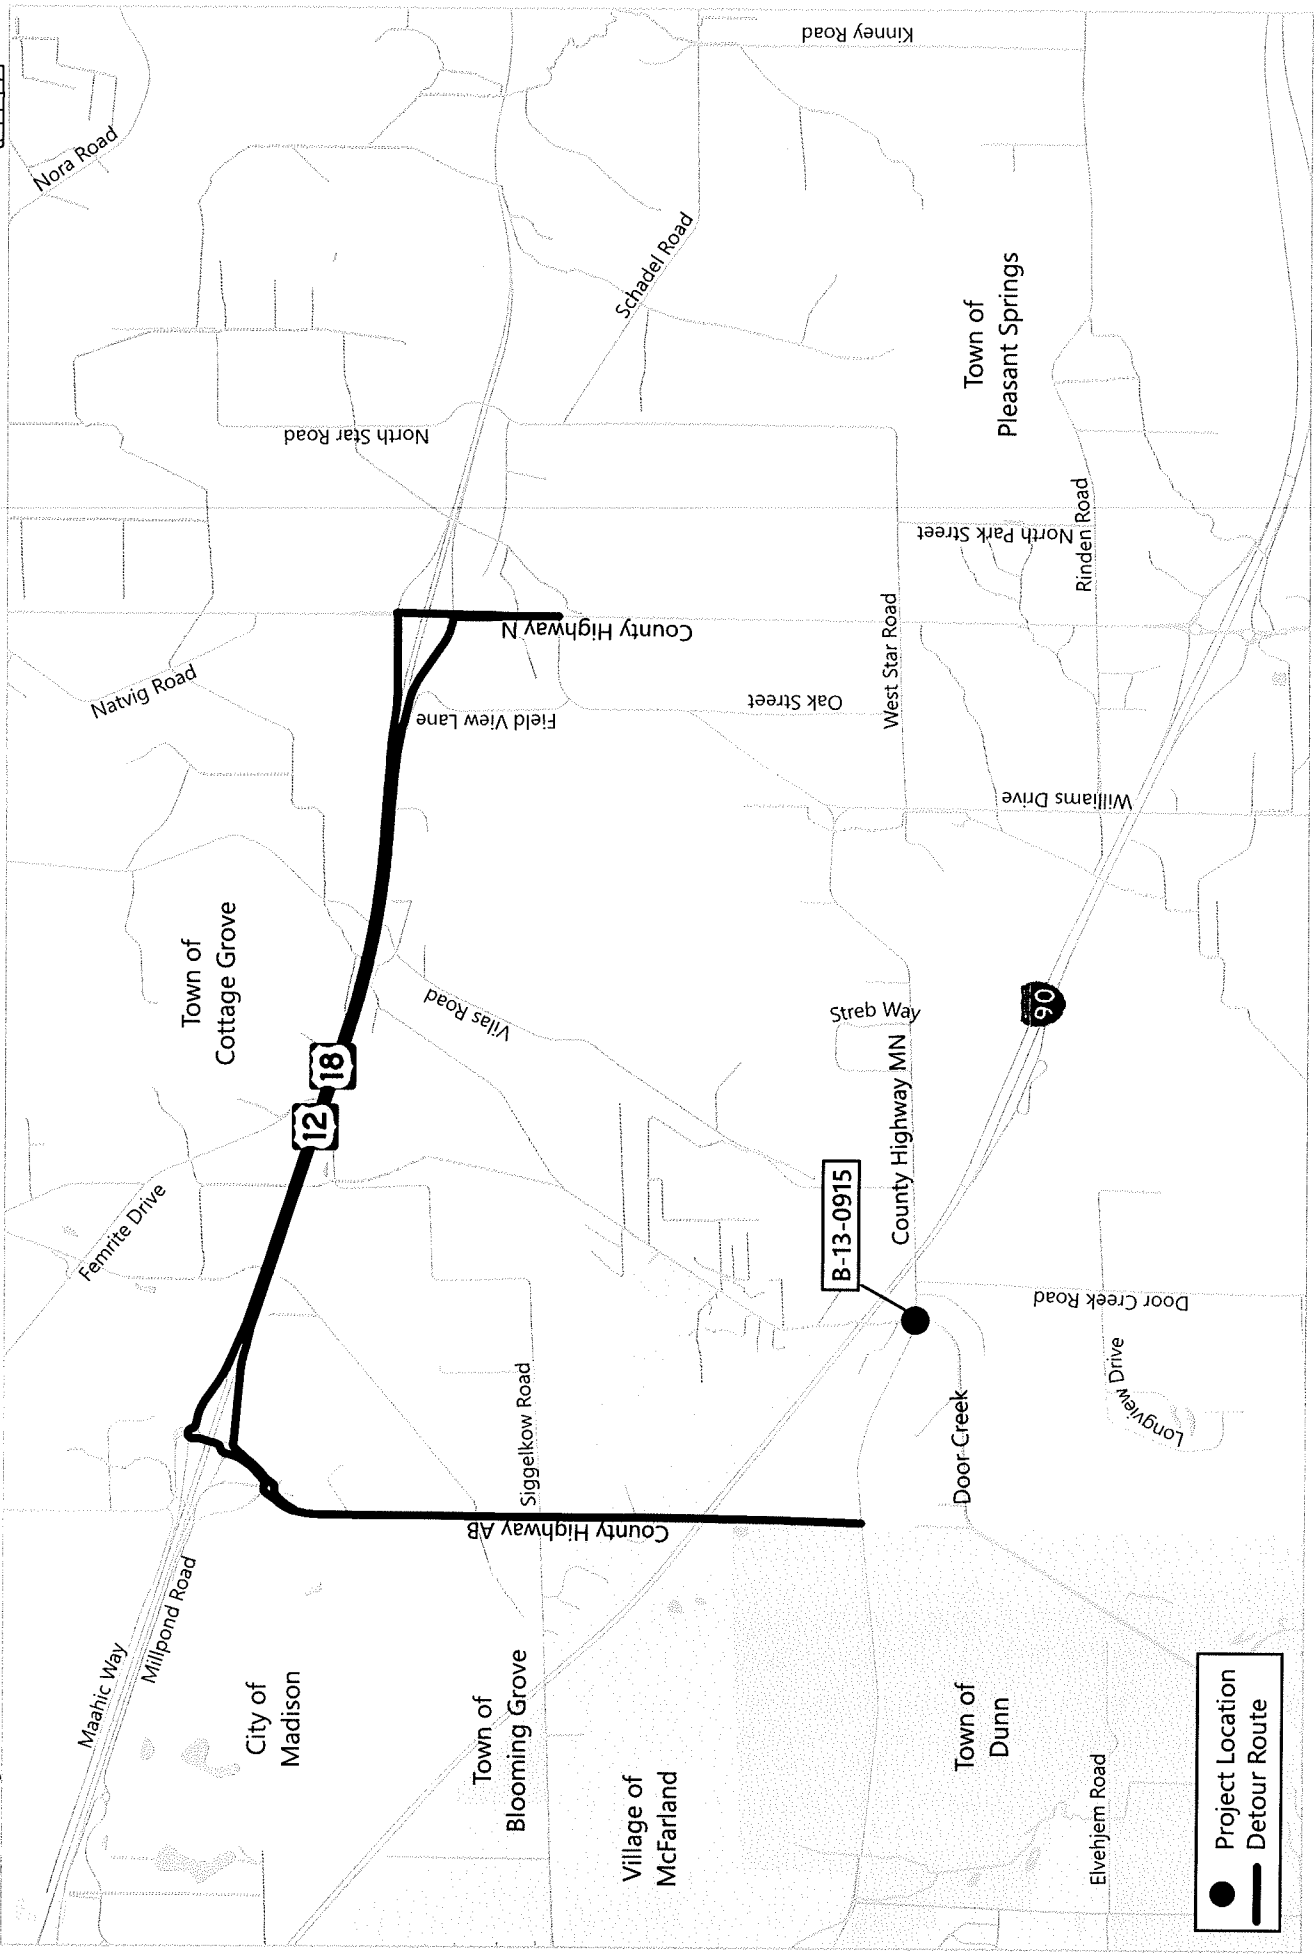 Maahic Way
Millpond Road
City of
Madison
Femrite Drive
Town of
Cottage Grove
12
18
Natvig Road
Nora Road
North Star Road
Field View Lane
County Highway N
Vilas Road
Siggelkow Road
County Highway AB
Town of
Blooming Grove
Village of
McFarland
Schadel Road
Kinney Road
Oak Street
West Star Road
North Park Street
Rinden Road
Town of
Pleasant Springs
Williams Drive
Streb Way
County Highway MN
B-13-0915
90
Door Creek Road
Door Creek
Longview Drive
Town of
Dunn
Elvehjem Road
Project Location
Detour Route